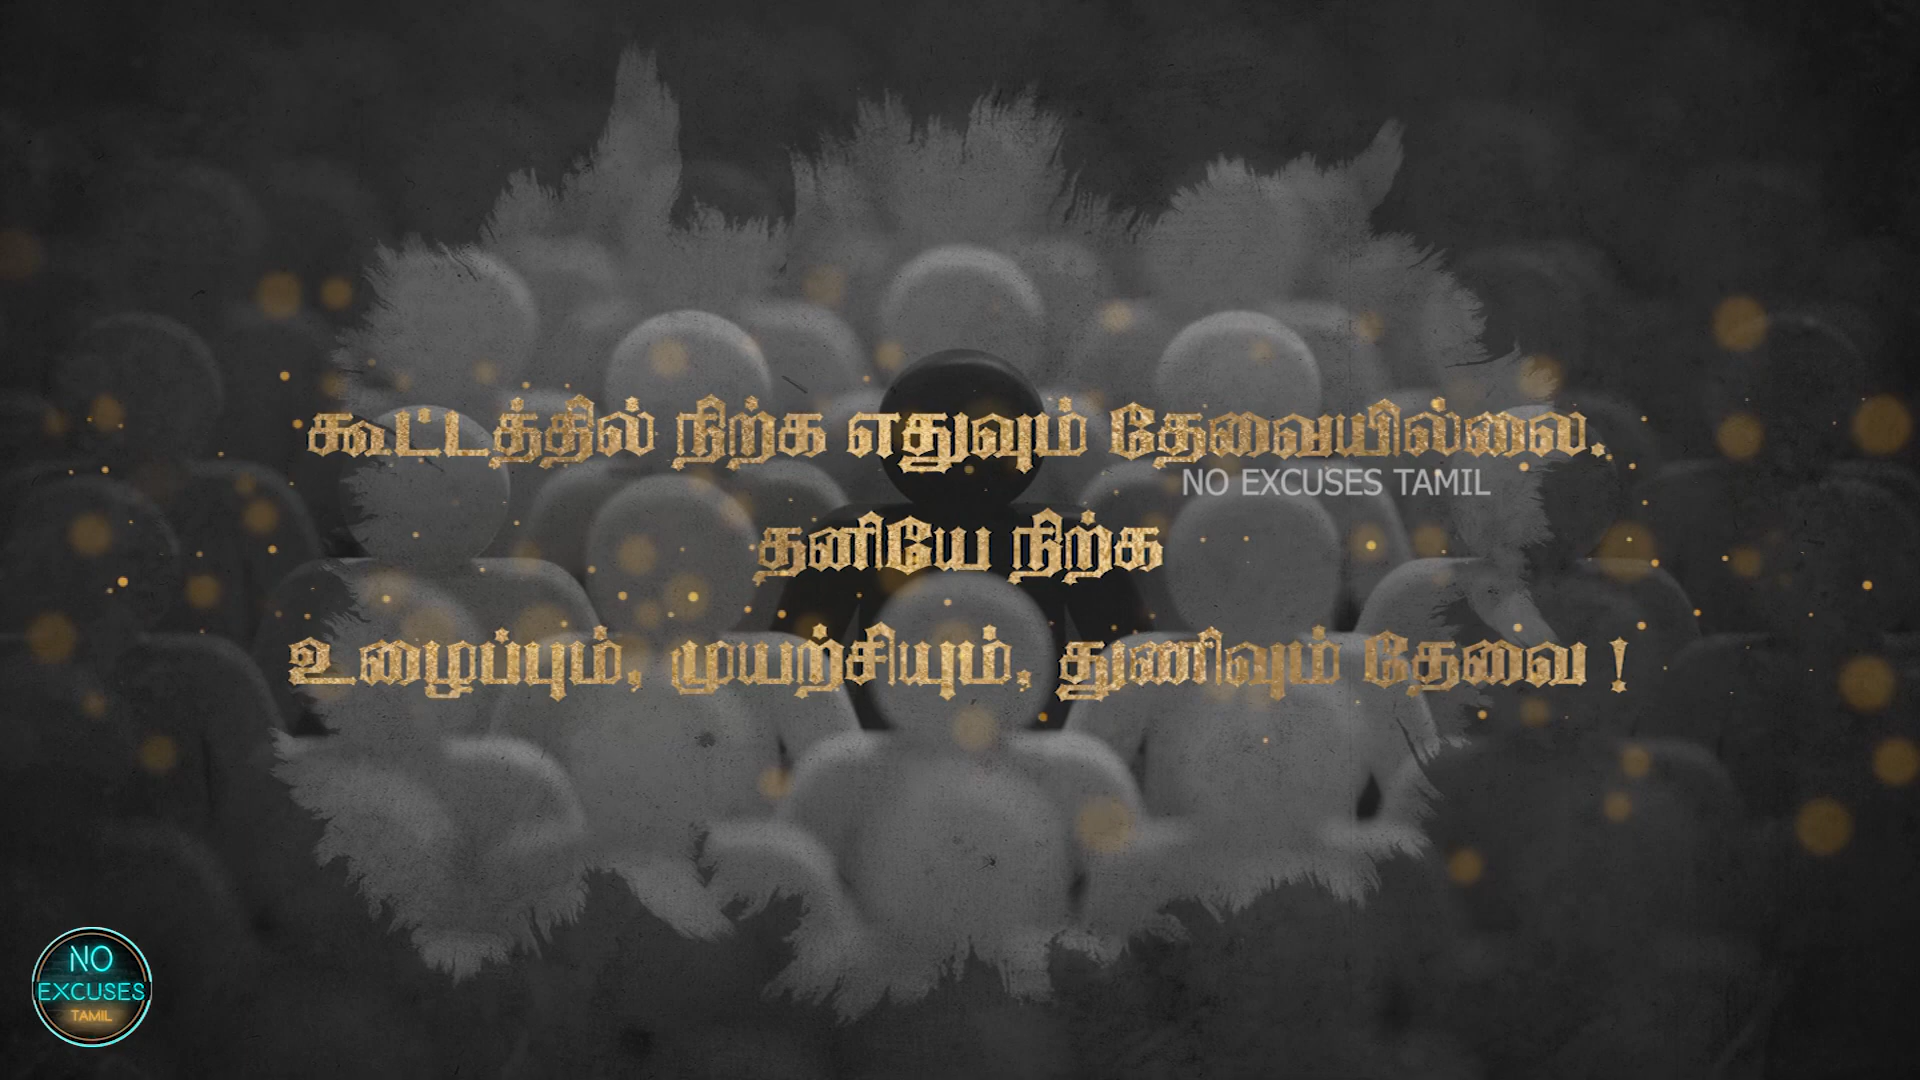 கூட்டத்தில் நிற்க எதுவும் தேவையில்லை.
NO EXCUSES TAMIL
தனியே நிற்க
உழைப்பும், முயற்சியும், துணிவும் தேவை !
NO
EXCUSES
TAMIL